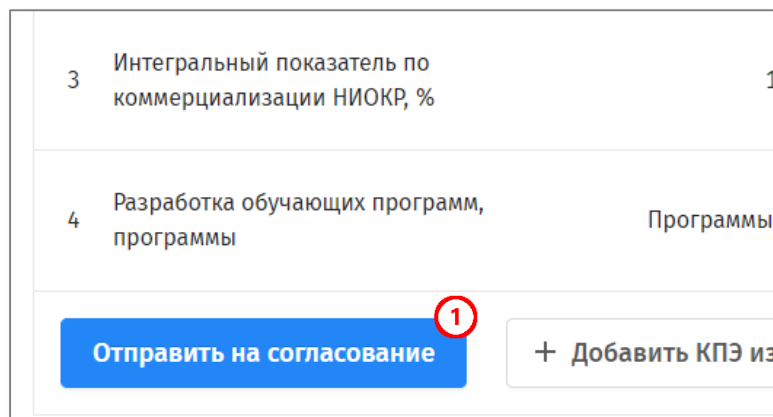 3 Интегральный показатель по
коммерциализации НИОКР, %
1
4 Разработка обучающих программ,
программы
Программы
1
Отправить на согласование
+ Добавить КПЭ из